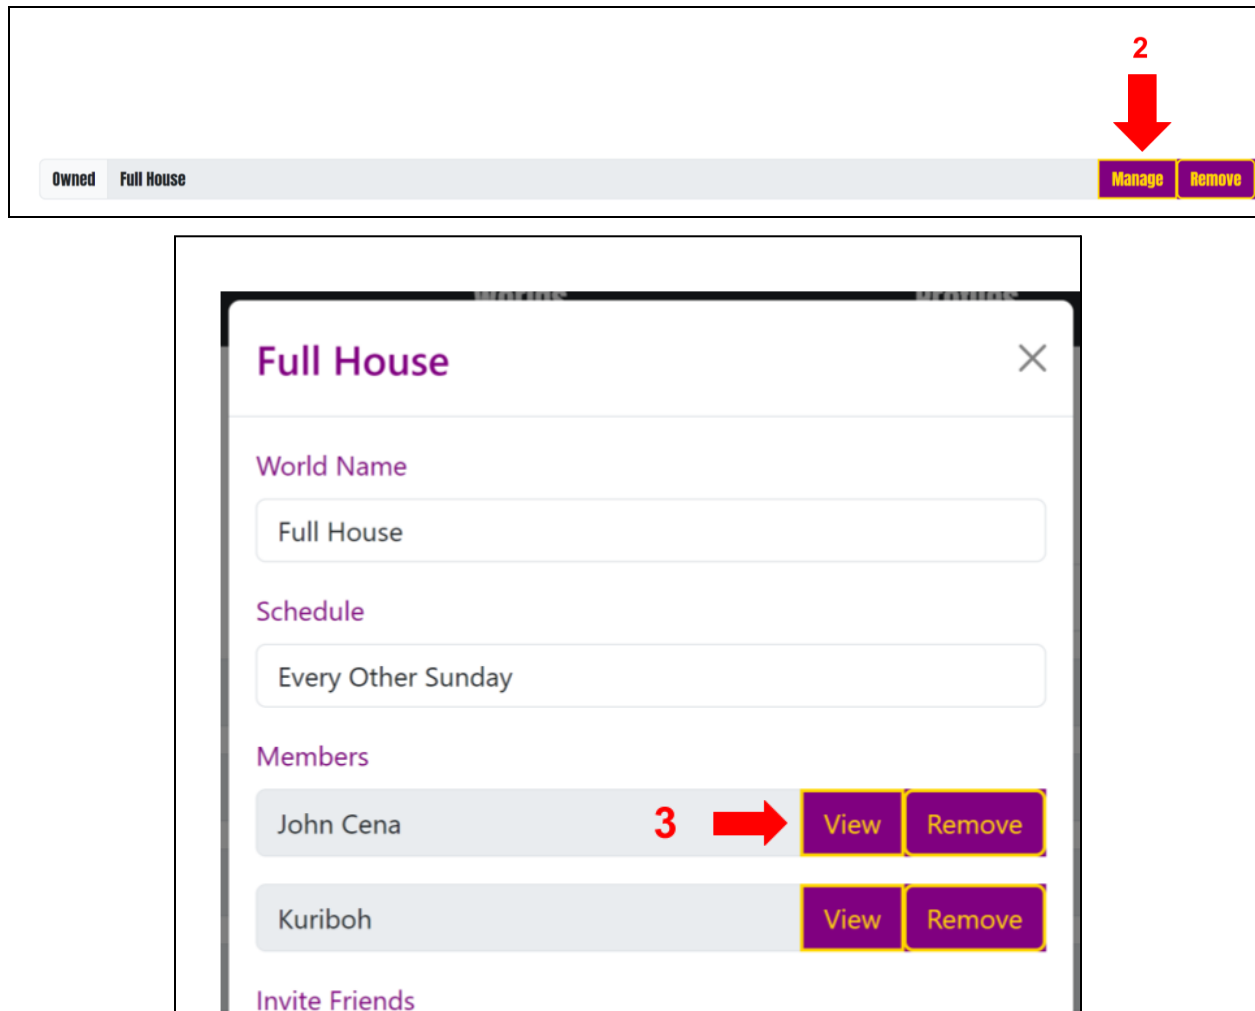 2
Owned Full House Manage Remove
Full House
World Name
Full House
Schedule
Every Other Sunday
Members
John Cena 3 View Remove
Kuriboh View Remove
Invite Friends